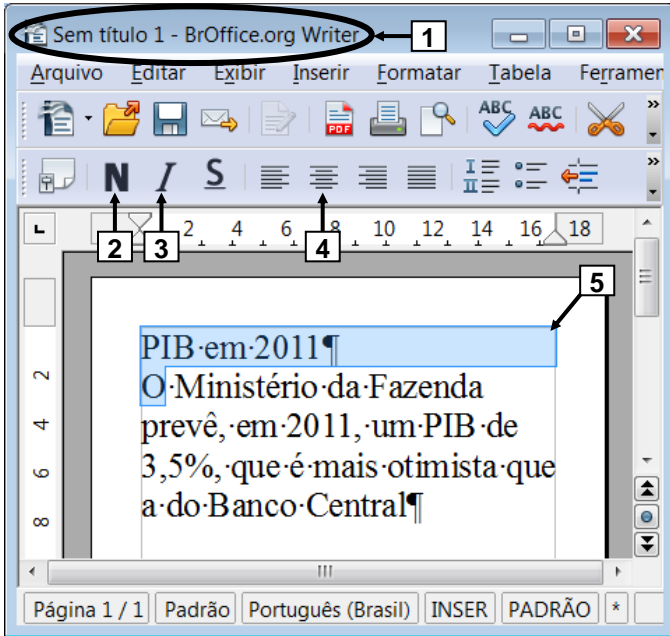 Sem título 1 - BrOffice.org Writer
1
Arquivo Editar Exibir Inserir Formatar Tabela Ferramen
PDF ABC ABC »
N I S »
2 4 6 8 10 12 14 16 18
2 3 4
5
PIB·em·2011¶
O·Ministério·da·Fazenda
prevê,·em·2011,·um·PIB·de
3,5%,·que·é·mais·otimista·que
a·do·Banco·Central¶
2
4
6
8
Página 1 / 1 Padrão Português (Brasil) INSER PADRÃO *